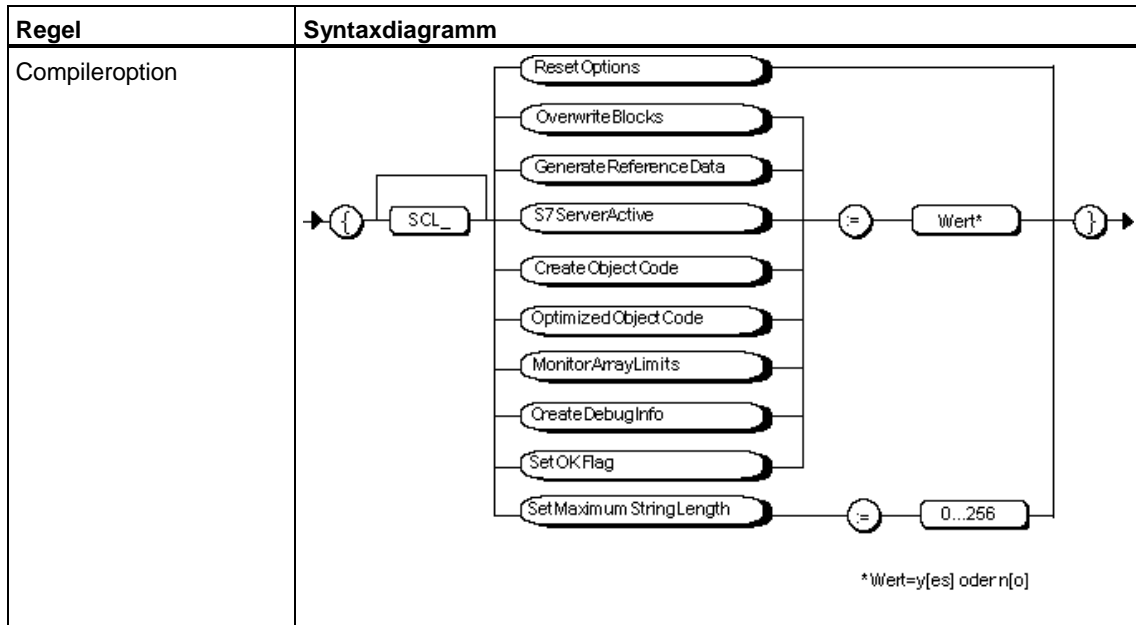 Regel Syntaxdiagramm
Compileroption
ResetOptions
OverwriteBlocks
GenerateReferenceData
{ SCL_ S7ServerActive := Wert* }
CreateObjectCode
OptimizedObjectCode
MonitorArrayLimits
CreateDebugInfo
SetOKFlag
SetMaximumStringLength := 0...256
*Wert=y[es] oder n[o]